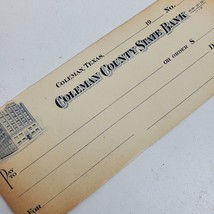 19 No.
COLEMAN COUNTY STATE BANK
COLEMAN, TEXAS,
PAY TO
OR ORDER $
D
FOR